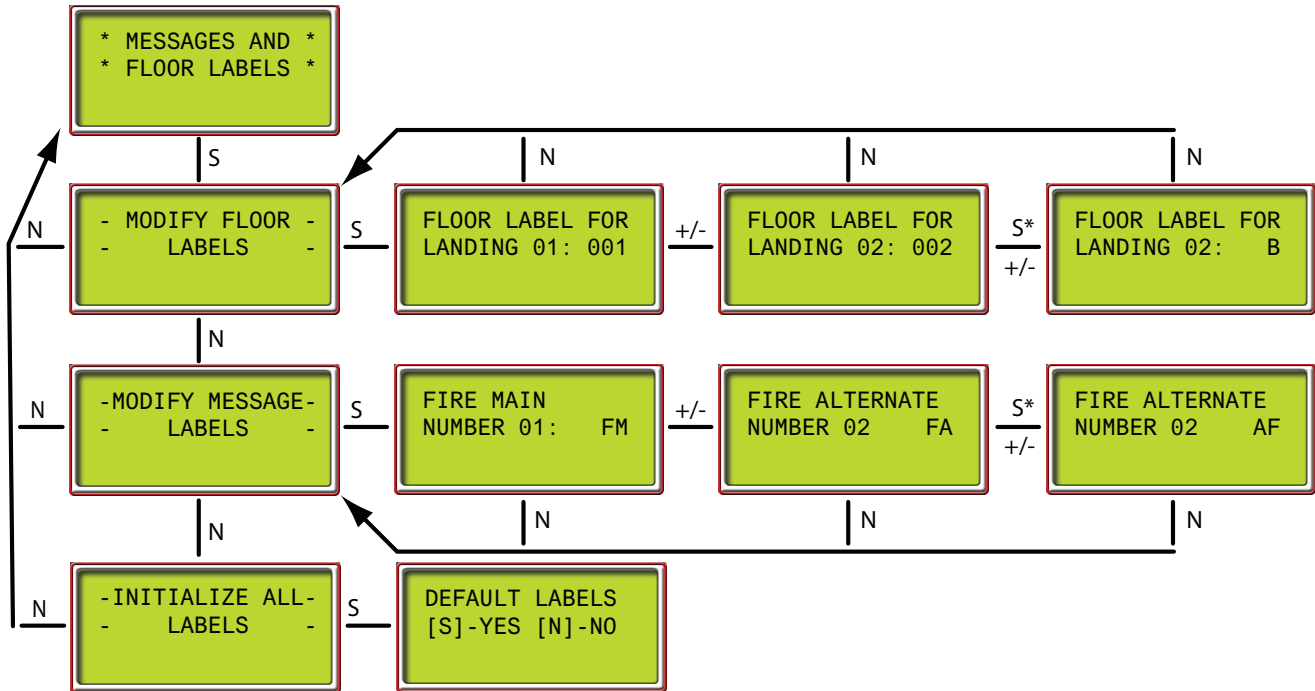 * MESSAGES AND *
* FLOOR LABELS *
S
N
N
N
N
- MODIFY FLOOR -
- LABELS -
S
FLOOR LABEL FOR
LANDING 01: 001
+/-
FLOOR LABEL FOR
LANDING 02: 002
S*
+/-
FLOOR LABEL FOR
LANDING 02: B
N
N
-MODIFY MESSAGE-
- LABELS -
S
FIRE MAIN
NUMBER 01: FM
+/-
FIRE ALTERNATE
NUMBER 02 FA
S*
+/-
FIRE ALTERNATE
NUMBER 02 AF
N
N
N
N
N
-INITIALIZE ALL-
- LABELS -
S
DEFAULT LABELS
[S]-YES [N]-NO